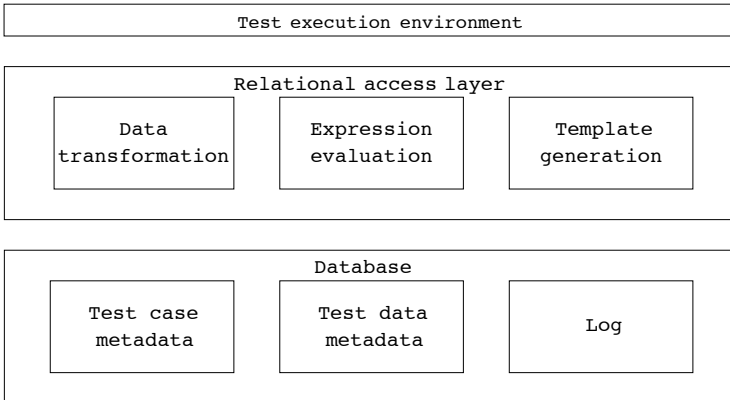 Test execution environment
Relational access layer
Data
transformation
Expression
evaluation
Template
generation
Database
Test case
metadata
Test data
metadata
Log